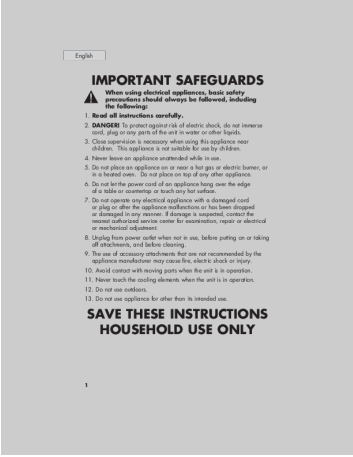 English
IMPORTANT SAFEGUARDS
When using electrical appliances, basic safety
precautions should always be followed, including
the following:
1. Read all instructions carefully.
2. DANGER! To protect against risk of electric shock, do not immerse
cord, plug or any parts of the unit in water or other liquids.
3. Close supervision is necessary when using this appliance near
children. This appliance is not suitable for use by children.
4. Never leave an appliance unattended while in use.
5. Do not place an appliance on or near a hot gas or electric burner, or
in a heated oven. Do not place on top of any other appliance.
6. Do not let the power cord of an appliance hang over the edge
of a table or countertop or touch any hot surface.
7. Do not operate any electrical appliance with a damaged cord
or plug or after the appliance malfunctions or has been dropped
or damaged in any manner. If damage is suspected, contact the
nearest authorized service center for examination, repair or electrical
or mechanical adjustment.
8. Unplug from power outlet when not in use, before putting on or taking
off attachments, and before cleaning.
9. The use of accessory attachments that are not recommended by the
appliance manufacturer may cause fire, electric shock or injury.
10. Avoid contact with moving parts when the unit is in operation.
11. Never touch the cooling elements when the unit is in operation.
12. Do not use outdoors.
13. Do not use appliance for other than its intended use.
SAVE THESE INSTRUCTIONS
HOUSEHOLD USE ONLY
1